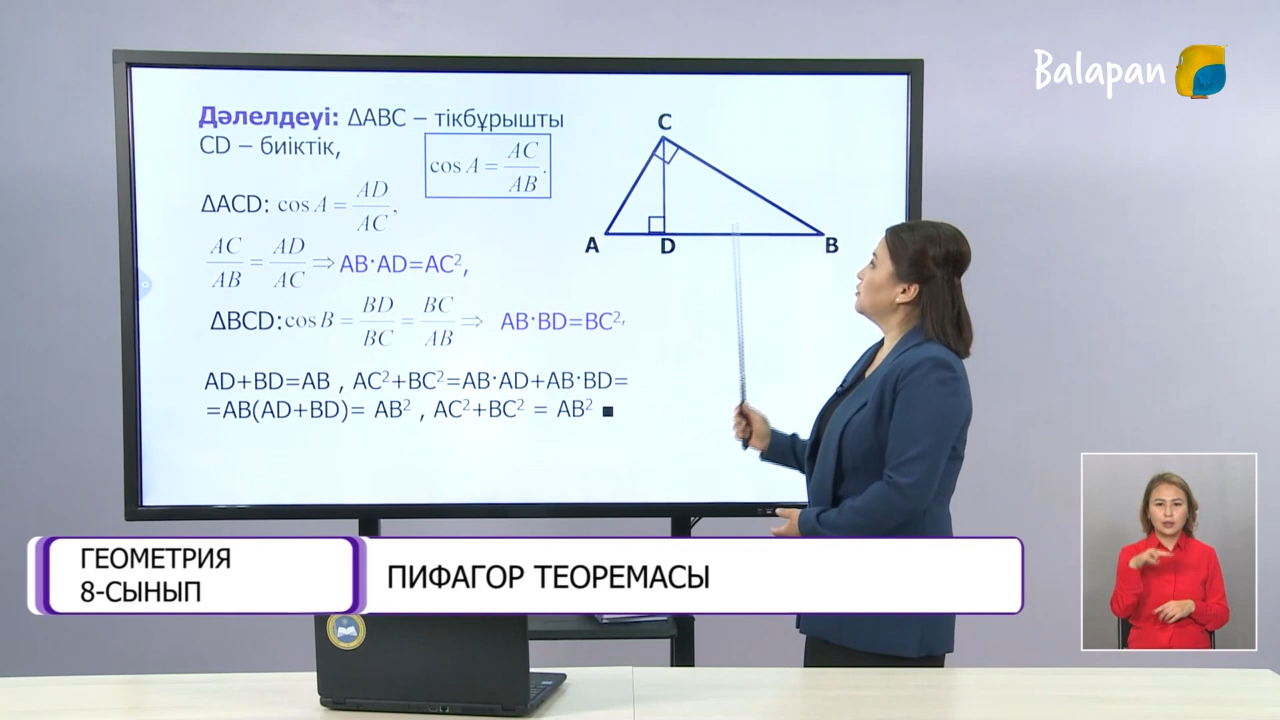 Balapan
Дәлелдеуі: ΔABC – тікбұрышты
CD – биіктік,
cos A = AC/AB.
ΔACD: cos A = AD/AC,
AC/AB = AD/AC ⇒ AB·AD=AC²,
ΔBCD: cos B = BD/BC = BC/AB ⇒ AB·BD=BC²,
AD+BD=AB , AC²+BC²=AB·AD+AB·BD=
=AB(AD+BD)= AB² , AC²+BC² = AB² ■
C
A
D
B
ГЕОМЕТРИЯ
8-СЫНЫП
ПИФАГОР ТЕОРЕМАСЫ